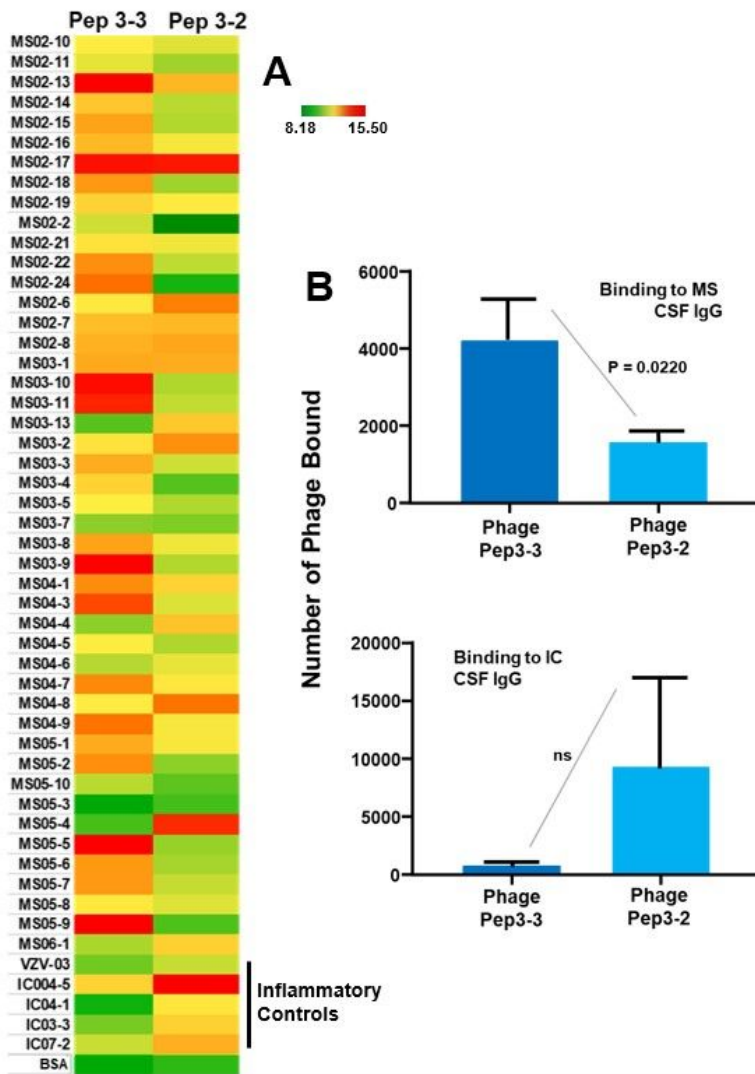 Pep 3-3 Pep 3-2
MS02-10
MS02-11
MS02-13
MS02-14
MS02-15
MS02-16
MS02-17
MS02-18
MS02-19
MS02-2
MS02-21
MS02-22
MS02-24
MS02-6
MS02-7
MS02-8
MS03-1
MS03-10
MS03-11
MS03-13
MS03-2
MS03-3
MS03-4
MS03-5
MS03-7
MS03-8
MS03-9
MS04-1
MS04-3
MS04-4
MS04-5
MS04-6
MS04-7
MS04-8
MS04-9
MS05-1
MS05-2
MS05-10
MS05-3
MS05-4
MS05-5
MS05-6
MS05-7
MS05-8
MS05-9
MS06-1
VZV-03
IC004-5
IC04-1
IC03-3
IC07-2
BSA
Inflammatory
Controls
A
8.18 15.50
B
Number of Phage Bound
6000
4000
2000
0
Binding to MS
CSF IgG
P = 0.0220
Phage
Pep3-3
Phage
Pep3-2
20000
15000
10000
5000
0
Binding to IC
CSF IgG
ns
Phage
Pep3-3
Phage
Pep3-2